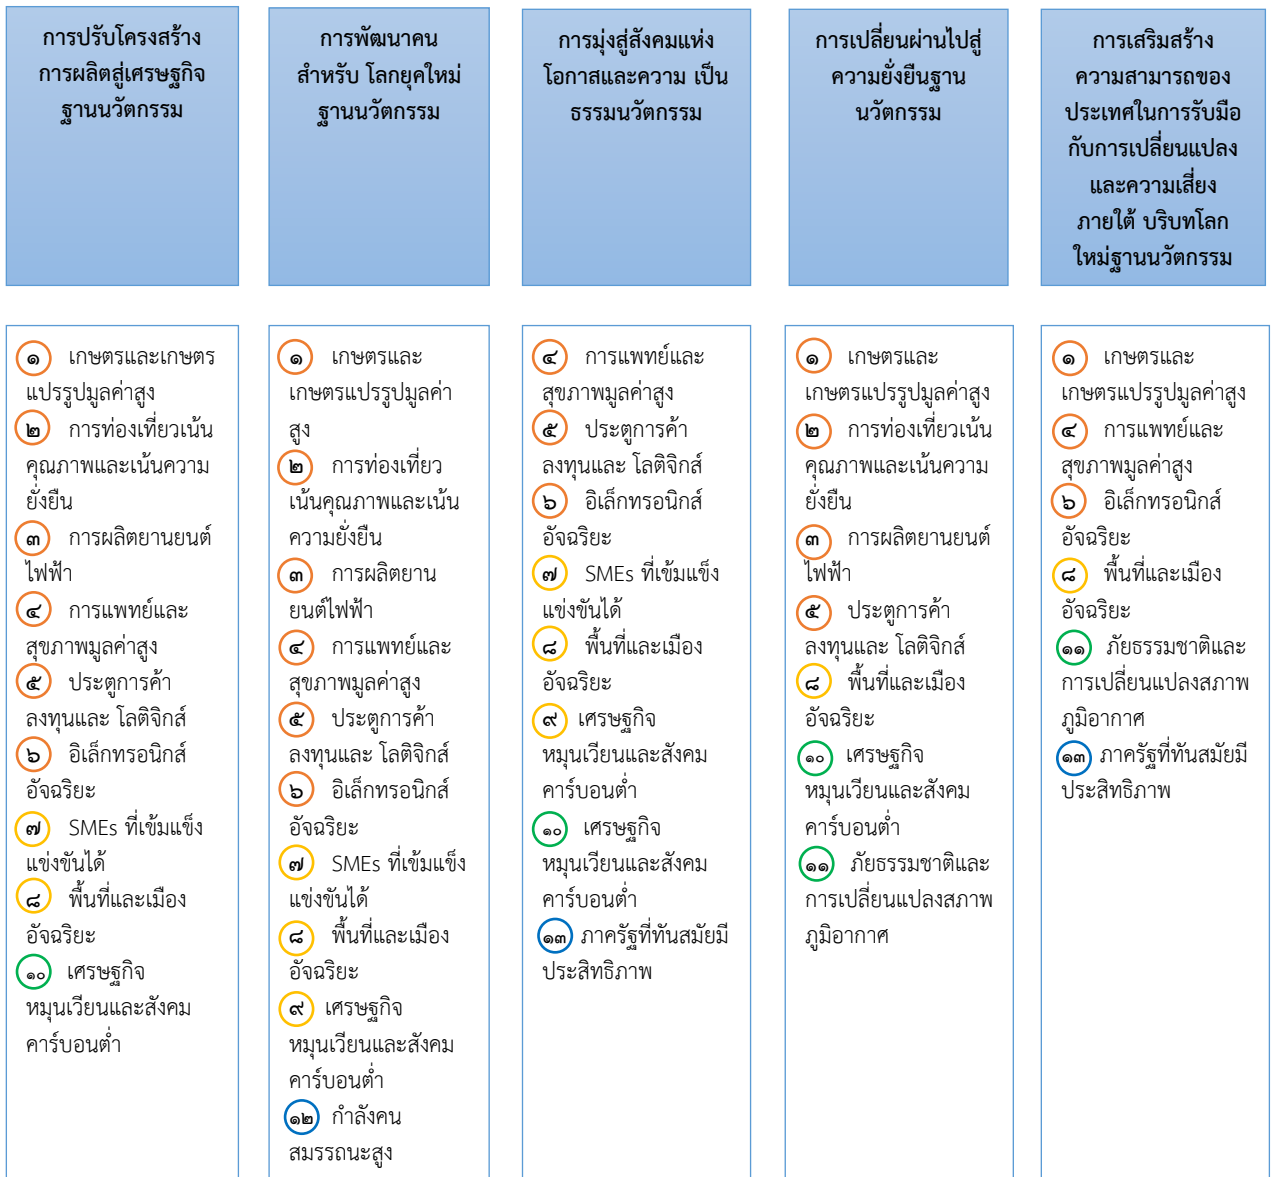 การปรับโครงสร้าง
การผลิตสู่เศรษฐกิจ
ฐานนวัตกรรม
การพัฒนาคน
สำหรับ โลกยุคใหม่
ฐานนวัตกรรม
การมุ่งสู่สังคมแห่ง
โอกาสและความ เป็น
ธรรมนวัตกรรม
การเปลี่ยนผ่านไปสู่
ความยั่งยืนฐาน
นวัตกรรม
การเสริมสร้าง
ความสามารถของ
ประเทศในการรับมือ
กับการเปลี่ยนแปลง
และความเสี่ยง
ภายใต้ บริบทโลก
ใหม่ฐานนวัตกรรม
๑ เกษตรและเกษตร
แปรรูปมูลค่าสูง
๒ การท่องเที่ยวเน้น
คุณภาพและเน้นความ
ยั่งยืน
๓ การผลิตยานยนต์
ไฟฟ้า
๔ การแพทย์และ
สุขภาพมูลค่าสูง
๕ ประตูการค้า
ลงทุนและ โลติจิกส์
๖ อิเล็กทรอนิกส์
อัจฉริยะ
๗ SMEs ที่เข้มแข็ง
แข่งขันได้
๘ พื้นที่และเมือง
อัจฉริยะ
๑๐ เศรษฐกิจ
หมุนเวียนและสังคม
คาร์บอนต่ำ
๑ เกษตรและ
เกษตรแปรรูปมูลค่า
สูง
๒ การท่องเที่ยว
เน้นคุณภาพและเน้น
ความยั่งยืน
๓ การผลิตยาน
ยนต์ไฟฟ้า
๔ การแพทย์และ
สุขภาพมูลค่าสูง
๕ ประตูการค้า
ลงทุนและ โลติจิกส์
๖ อิเล็กทรอนิกส์
อัจฉริยะ
๗ SMEs ที่เข้มแข็ง
แข่งขันได้
๘ พื้นที่และเมือง
อัจฉริยะ
๙ เศรษฐกิจ
หมุนเวียนและสังคม
คาร์บอนต่ำ
๑๒ กำลังคน
สมรรถนะสูง
๔ การแพทย์และ
สุขภาพมูลค่าสูง
๕ ประตูการค้า
ลงทุนและ โลติจิกส์
๖ อิเล็กทรอนิกส์
อัจฉริยะ
๗ SMEs ที่เข้มแข็ง
แข่งขันได้
๘ พื้นที่และเมือง
อัจฉริยะ
๙ เศรษฐกิจ
หมุนเวียนและสังคม
คาร์บอนต่ำ
๑๐ เศรษฐกิจ
หมุนเวียนและสังคม
คาร์บอนต่ำ
๑๓ ภาครัฐที่ทันสมัยมี
ประสิทธิภาพ
๑ เกษตรและ
เกษตรแปรรูปมูลค่าสูง
๒ การท่องเที่ยวเน้น
คุณภาพและเน้นความ
ยั่งยืน
๓ การผลิตยานยนต์
ไฟฟ้า
๕ ประตูการค้า
ลงทุนและ โลติจิกส์
๘ พื้นที่และเมือง
อัจฉริยะ
๑๐ เศรษฐกิจ
หมุนเวียนและสังคม
คาร์บอนต่ำ
๑๑ ภัยธรรมชาติและ
การเปลี่ยนแปลงสภาพ
ภูมิอากาศ
๑ เกษตรและ
เกษตรแปรรูปมูลค่าสูง
๔ การแพทย์และ
สุขภาพมูลค่าสูง
๖ อิเล็กทรอนิกส์
อัจฉริยะ
๘ พื้นที่และเมือง
อัจฉริยะ
๑๑ ภัยธรรมชาติและ
การเปลี่ยนแปลงสภาพ
ภูมิอากาศ
๑๓ ภาครัฐที่ทันสมัยมี
ประสิทธิภาพ